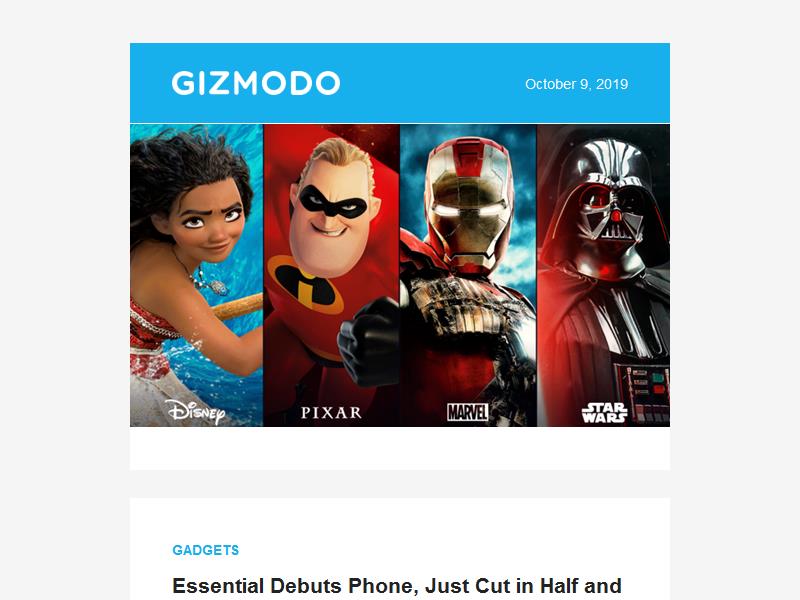 GIZMODO
October 9, 2019
Disney
PIXAR
MARVEL
STAR
WARS
GADGETS
Essential Debuts Phone, Just Cut in Half and